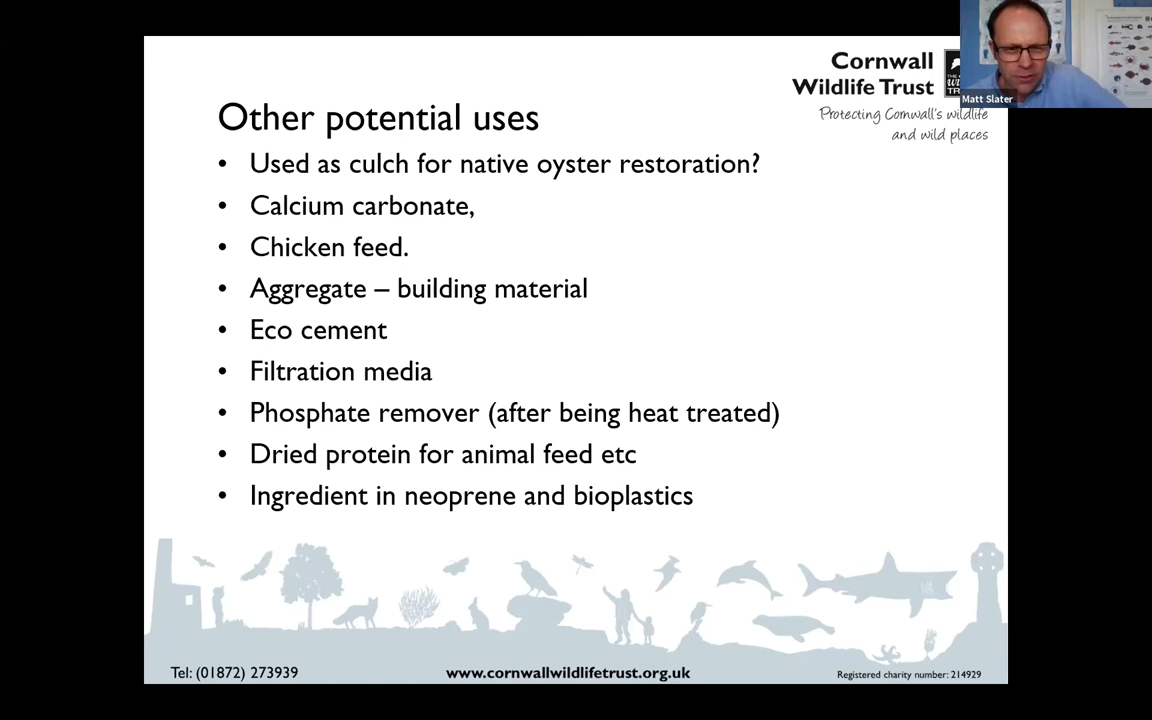 Cornwall
Wildlife Trust
Protecting Cornwall's wildlife
and wild places
Matt Slater
Other potential uses
• Used as culch for native oyster restoration?
• Calcium carbonate,
• Chicken feed.
• Aggregate – building material
• Eco cement
• Filtration media
• Phosphate remover (after being heat treated)
• Dried protein for animal feed etc
• Ingredient in neoprene and bioplastics
Tel: (01872) 273939
www.cornwallwildlifetrust.org.uk
Registered charity number: 214929